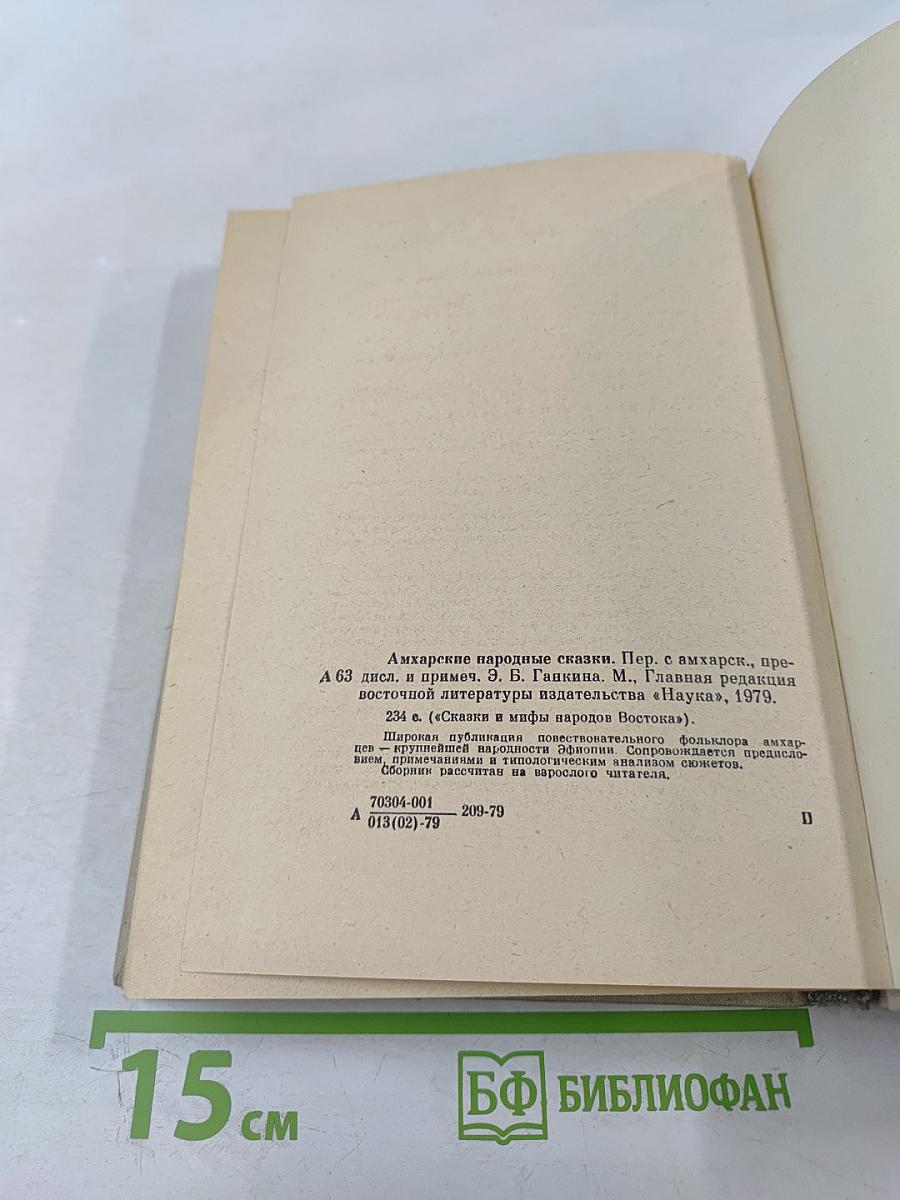 Амхарские народные сказки. Пер. с амхарск., пре-
А 63 дисл. и примеч. Э. Б. Ганкина. М., Главная редакция
восточной литературы издательства «Наука», 1979.
234 с. («Сказки и мифы народов Востока»).
Широкая публикация повествовательного фольклора амхар-
цев — крупнейшей народности Эфиопии. Сопровождается предисло-
вием, примечаниями и типологическим анализом сюжетов.
Сборник рассчитан на взрослого читателя.
70304-001
А 209-79
013(02)-79
D
15 см
БФ БИБЛИОФАН